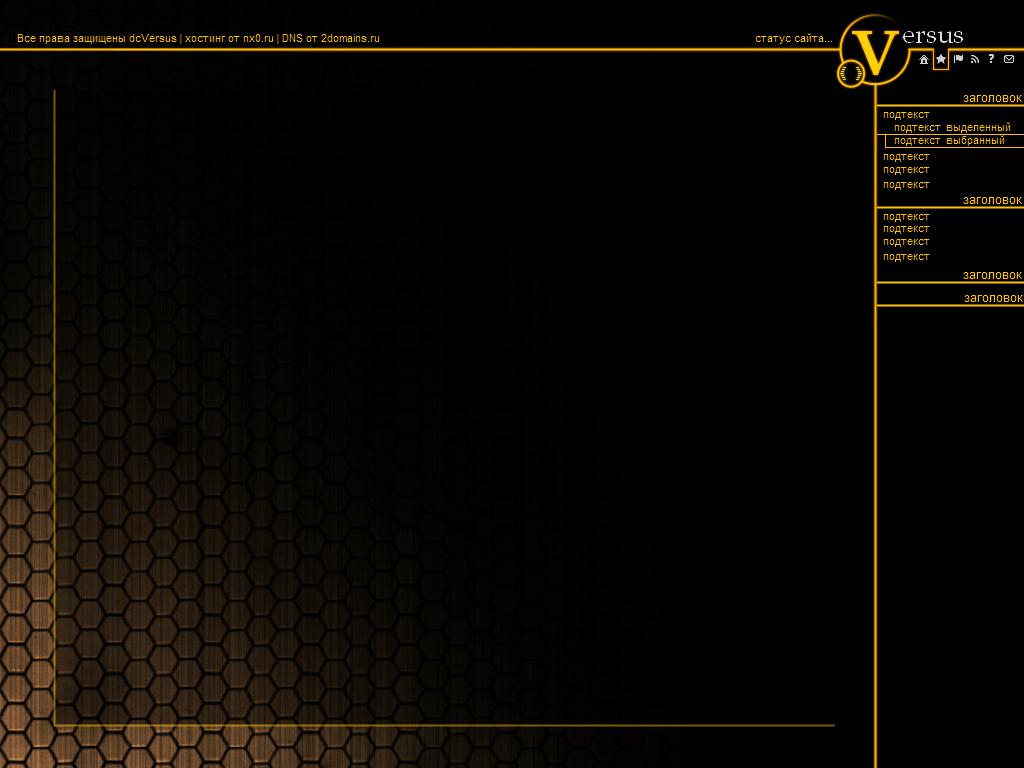 Все права защищены dcVersus | хостинг от nx0.ru | DNS от 2domains.ru
статус сайта...
Versus
заголовок
подтекст
подтекст выделенный
подтекст выбранный
подтекст
подтекст
подтекст
заголовок
подтекст
подтекст
подтекст
подтекст
заголовок
заголовок